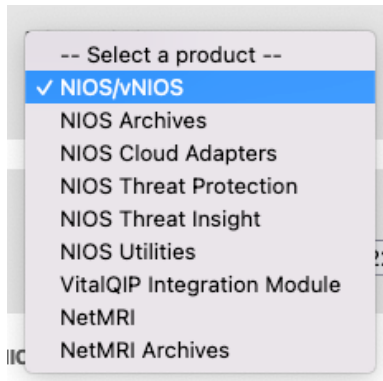 -- Select a product --
✓ NIOS/vNIOS
NIOS Archives
NIOS Cloud Adapters
NIOS Threat Protection
NIOS Threat Insight
NIOS Utilities
VitalQIP Integration Module
NetMRI
NetMRI Archives